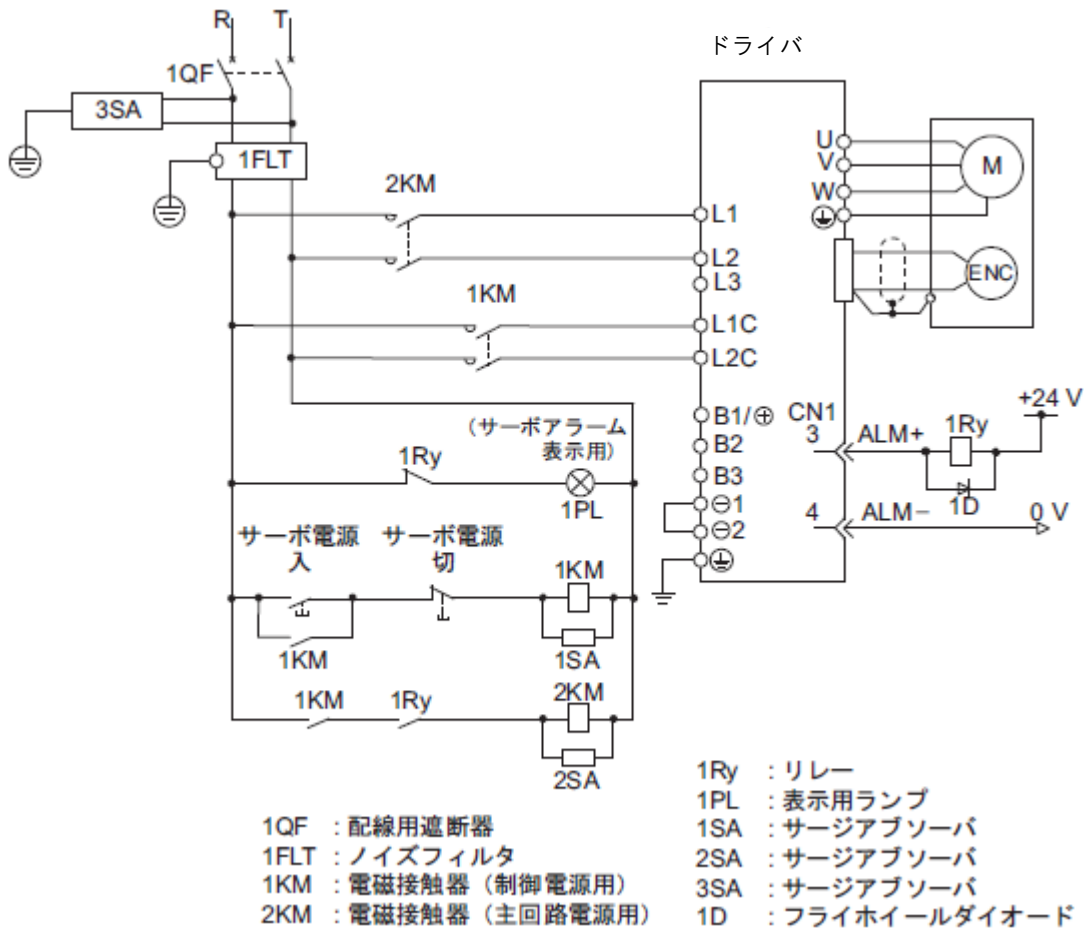 R T
ドライバ
1QF
3SA
1FLT
2KM
L1
L2
L3
1KM
L1C
L2C
U
V
W
M
ENC
B1/⊕
B2
B3
⊖1
⊖2
CN1
3
ALM+
1Ry
+24 V
1D
4
ALM−
0 V
(サーボアラーム
表示用)
1Ry
1PL
サーボ電源
入
サーボ電源
切
1KM
1KM
1SA
1KM
1Ry
2KM
2SA
1QF : 配線用遮断器
1FLT : ノイズフィルタ
1KM : 電磁接触器(制御電源用)
2KM : 電磁接触器(主回路電源用)
1Ry : リレー
1PL : 表示用ランプ
1SA : サージアブソーバ
2SA : サージアブソーバ
3SA : サージアブソーバ
1D : フライホイールダイオード